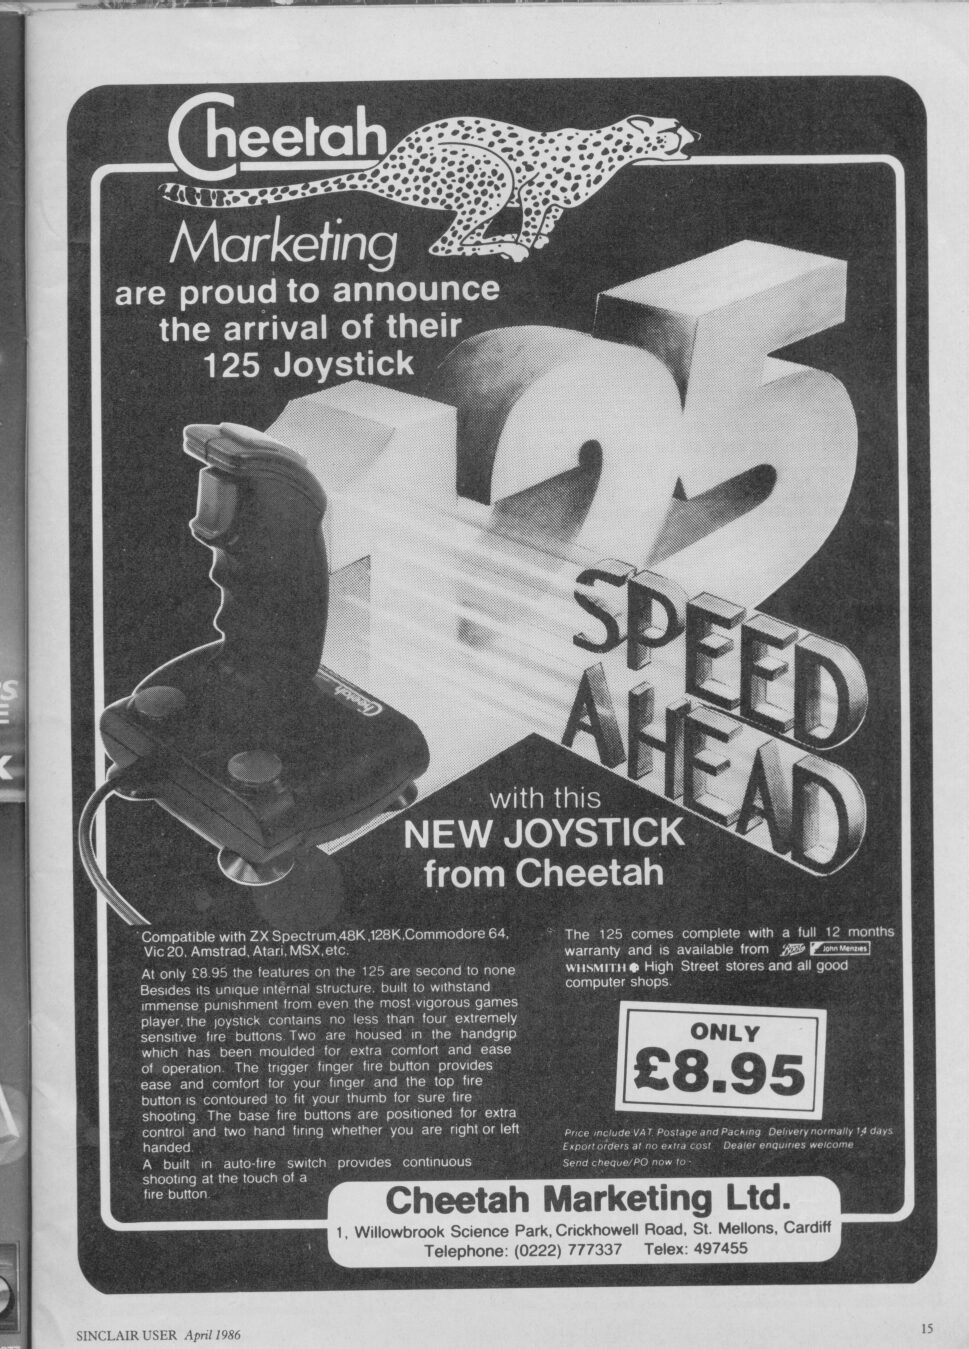 Cheetah
Marketing
are proud to announce
the arrival of their
125 Joystick
125
Cheetah
SPEED
AHEAD
with this
NEW JOYSTICK
from Cheetah
Compatible with ZX Spectrum,48K,128K,Commodore 64,
Vic 20, Amstrad, Atari, MSX, etc.
At only £8.95 the features on the 125 are second to none
Besides its unique internal structure, built to withstand
immense punishment from even the most vigorous games
player, the joystick contains no less than four extremely
sensitive fire buttons. Two are housed in the handgrip
which has been moulded for extra comfort and ease
of operation. The trigger finger fire button provides
ease and comfort for your finger and the top fire
button is contoured to fit your thumb for sure fire
shooting. The base fire buttons are positioned for extra
control and two hand firing whether you are right or left
handed.
A built in auto-fire switch provides continuous
shooting at the touch of a
fire button.
The 125 comes complete with a full 12 months
warranty and is available from Boots John Menzies
WHSMITH High Street stores and all good
computer shops.
ONLY
£8.95
Price include VAT. Postage and Packing. Delivery normally 14 days.
Export orders at no extra cost. Dealer enquiries welcome.
Send cheque/PO now to:-
Cheetah Marketing Ltd.
1, Willowbrook Science Park, Crickhowell Road, St. Mellons, Cardiff
Telephone: (0222) 777337 Telex: 497455
SINCLAIR USER April 1986
15